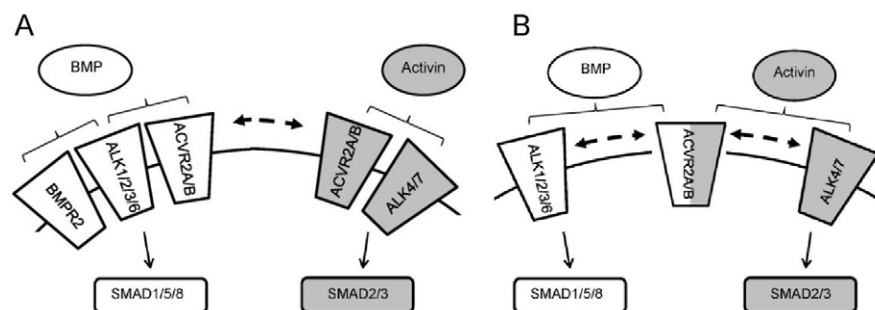 A
BMP
Activin
BMPR2
ALK1/2/3/6
ACVR2A/B
ACVR2A/B
ALK4/7
SMAD1/5/8
SMAD2/3
B
BMP
Activin
ALK1/2/3/6
ACVR2A/B
ALK4/7
SMAD1/5/8
SMAD2/3